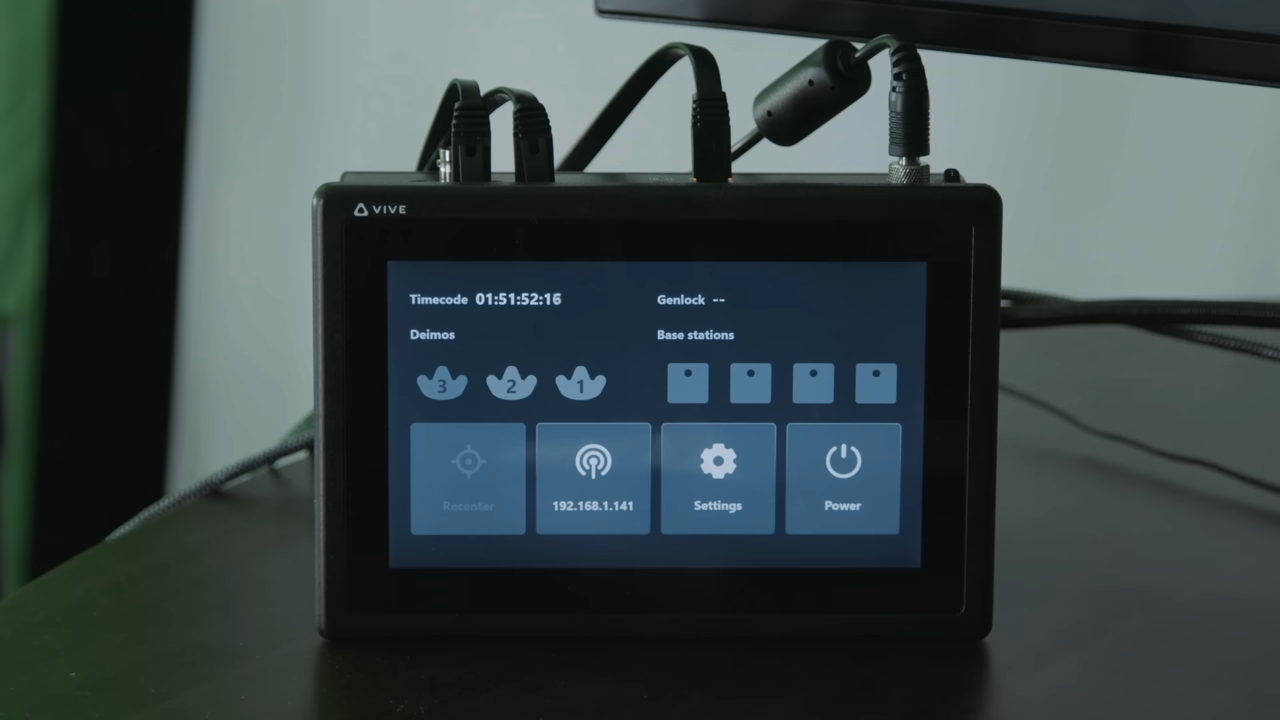 VIVE
Timecode 01:51:52:16
Genlock --
Deimos
Base stations
3 2 1
Recenter
192.168.1.141
Settings
Power